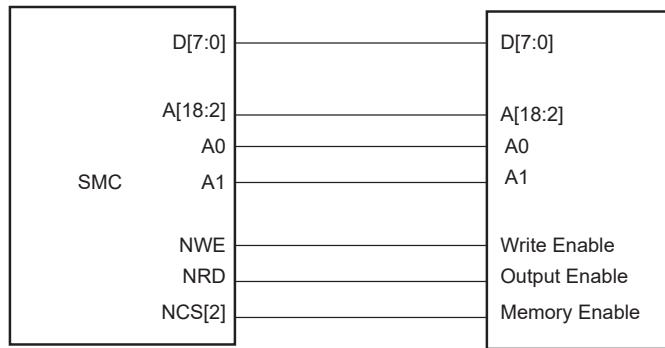 D[7:0] D[7:0]
A[18:2] A[18:2]
A0 A0
SMC A1 A1
NWE Write Enable
NRD Output Enable
NCS[2] Memory Enable